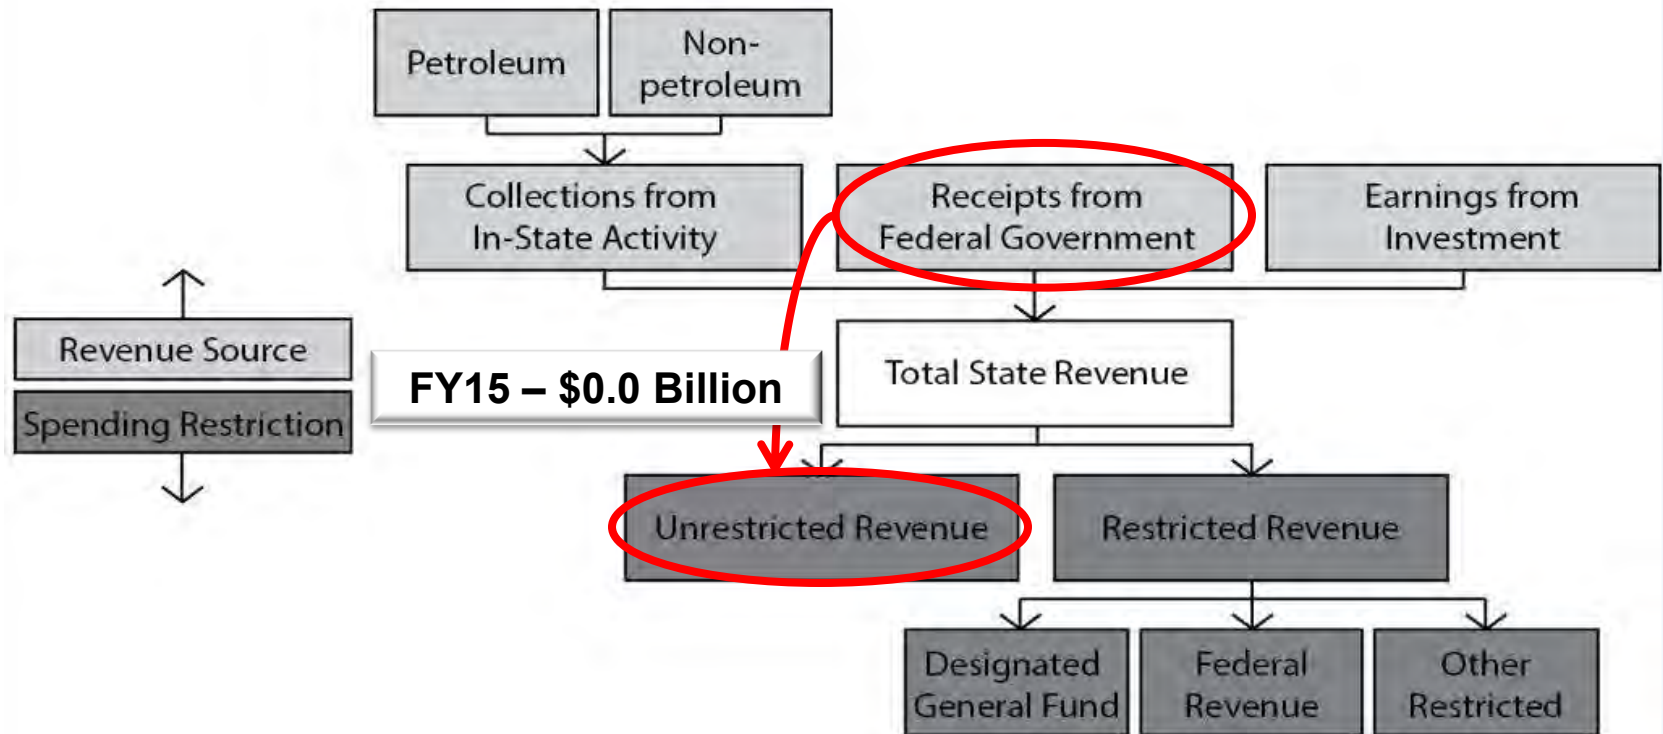 Petroleum
Non-
petroleum
Collections from
In-State Activity
Receipts from
Federal Government
Earnings from
Investment
Revenue Source
Spending Restriction
FY15 – $0.0 Billion
Total State Revenue
Unrestricted Revenue
Restricted Revenue
Designated
General Fund
Federal
Revenue
Other
Restricted